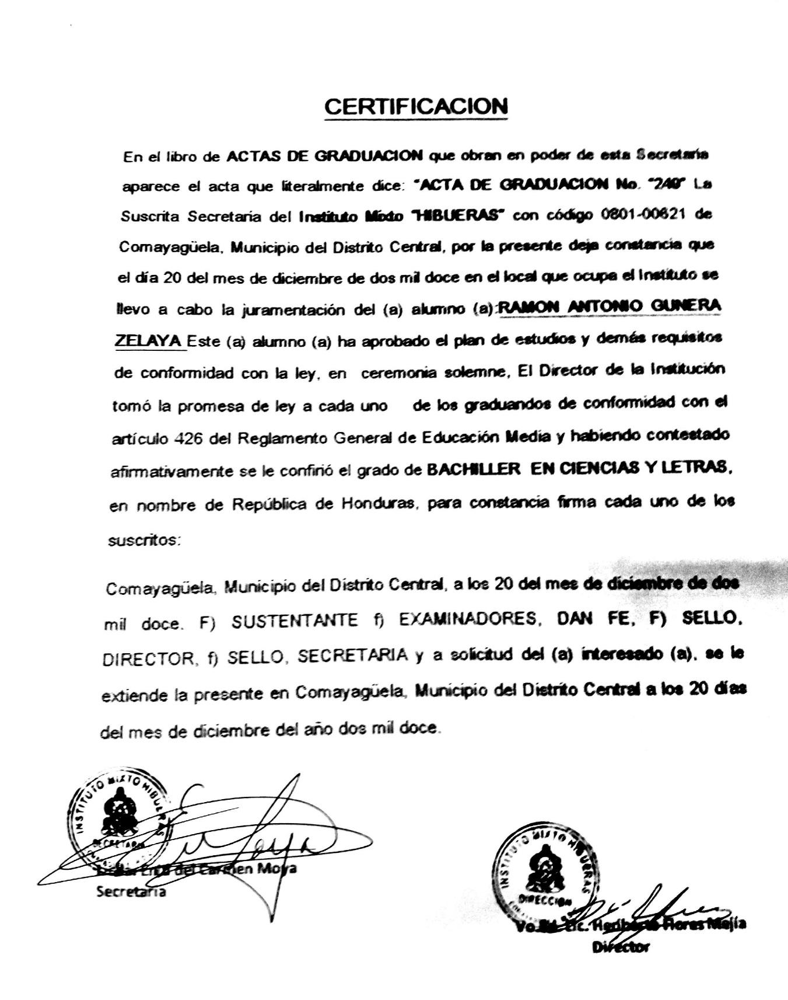 CERTIFICACION
En el libro de ACTAS DE GRADUACION que obran en poder de esta Secretaría
aparece el acta que literalmente dice: "ACTA DE GRADUACION No. "240" La
Suscrita Secretaria del Instituto Mixto "HIBUERAS" con código 0801-00621 de
Comayagüela, Municipio del Distrito Central, por la presente deja constancia que
el día 20 del mes de diciembre de dos mil doce en el local que ocupa el Instituto se
llevo a cabo la juramentación del (a) alumno (a):RAMON ANTONIO GUNERA
ZELAYA Este (a) alumno (a) ha aprobado el plan de estudios y demás requisitos
de conformidad con la ley, en ceremonia solemne, El Director de la Institución
tomó la promesa de ley a cada uno de los graduandos de conformidad con el
artículo 426 del Reglamento General de Educación Media y habiendo contestado
afirmativamente se le confirió el grado de BACHILLER EN CIENCIAS Y LETRAS,
en nombre de República de Honduras, para constancia firma cada uno de los
suscritos:
Comayagüela, Municipio del Distrito Central, a los 20 del mes de diciembre de dos
mil doce. F) SUSTENTANTE f) EXAMINADORES, DAN FE, F) SELLO,
DIRECTOR, f) SELLO, SECRETARIA y a solicitud del (a) interesado (a), se le
extiende la presente en Comayagüela, Municipio del Distrito Central a los 20 días
del mes de diciembre del año dos mil doce.
INSTITUTO MIXTO HIBUERAS
SECRETARIA
del Carmen Moya
Secretaria
INSTITUTO MIXTO HIBUERAS
DIRECCION
Lic. Heriberto Flores Mejía
Director